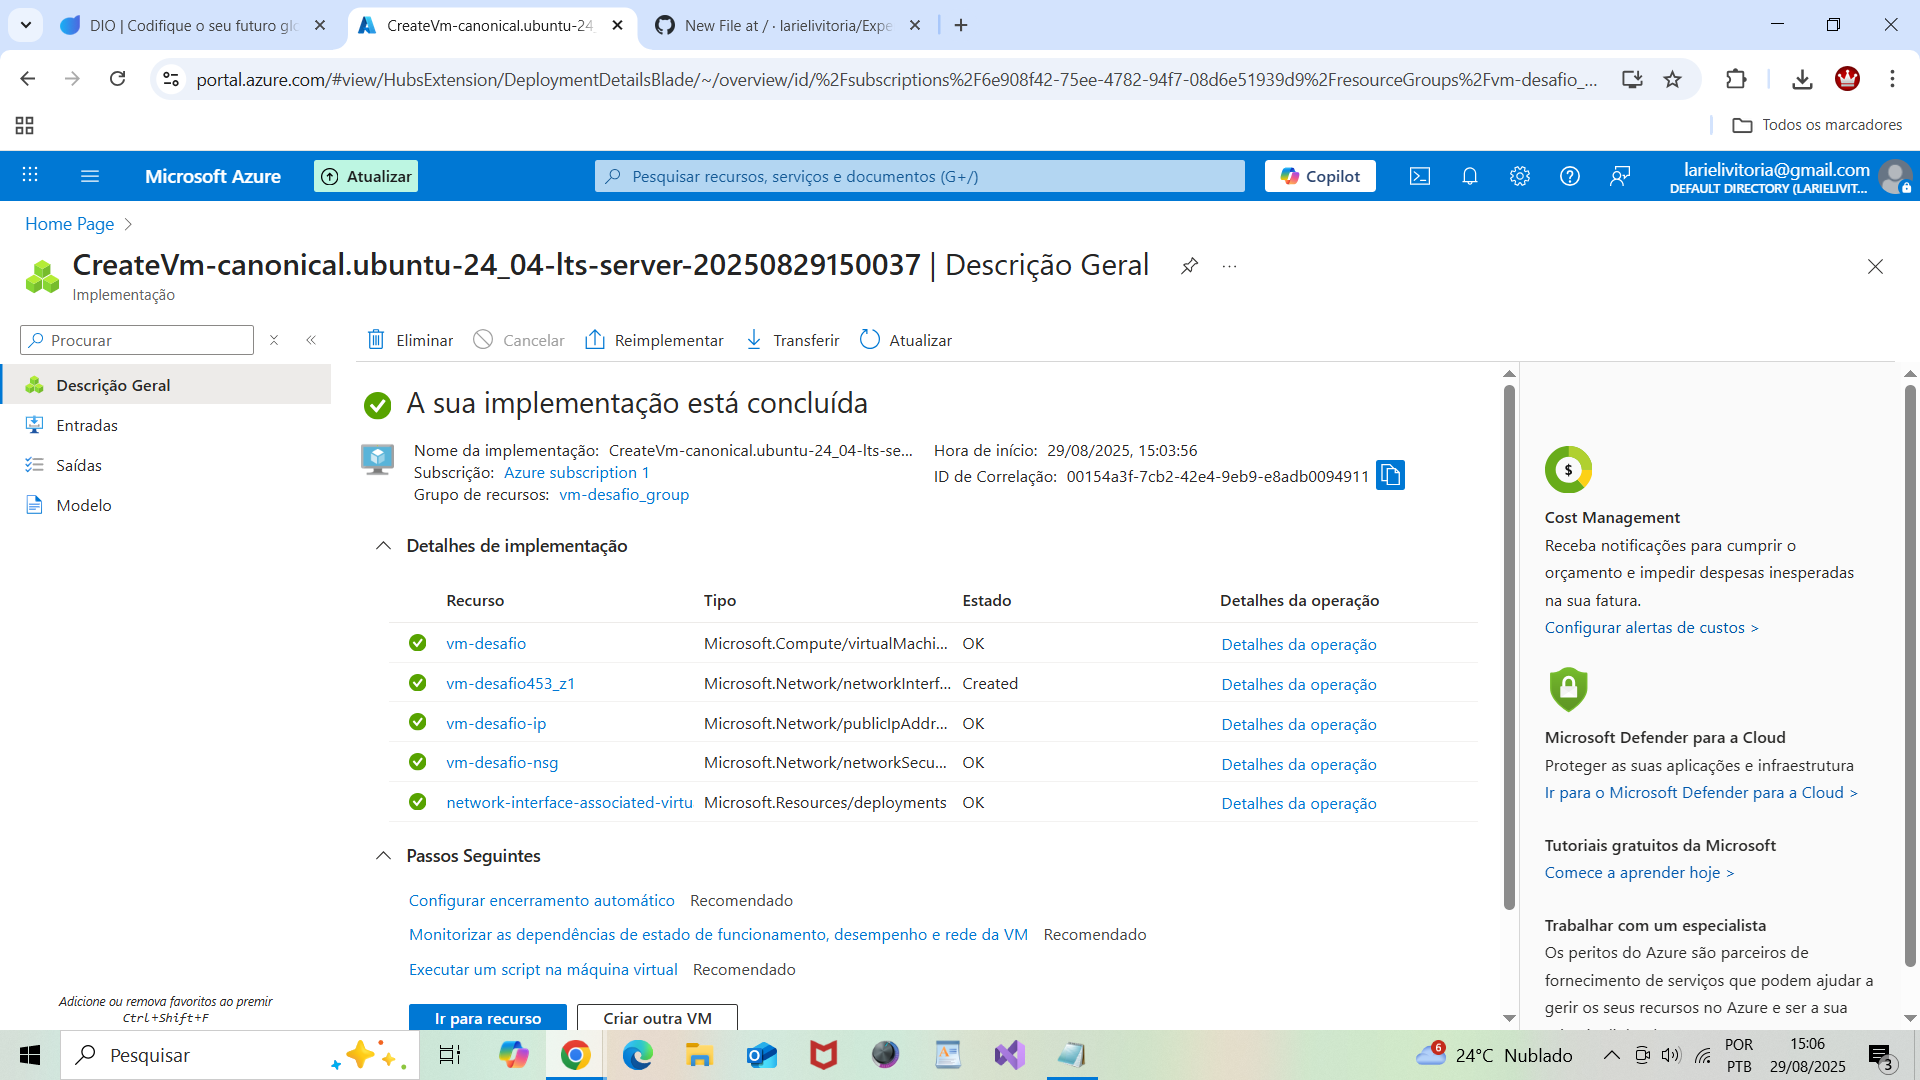 DIO | Codifique o seu futuro glo
CreateVm-canonical.ubuntu-24_
New File at / · larielivitoria/Expe
portal.azure.com/#view/HubsExtension/DeploymentDetailsBlade/~/overview/id/%2Fsubscriptions%2F6e908f42-75ee-4782-94f7-08d6e51939d9%2FresourceGroups%2Fvm-desafio_...
Todos os marcadores
Microsoft Azure
Atualizar
Pesquisar recursos, serviços e documentos (G+/)
Copilot
larielivitoria@gmail.com
DEFAULT DIRECTORY (LARIELIVIT...
Home Page
CreateVm-canonical.ubuntu-24_04-lts-server-20250829150037 | Descrição Geral
Implementação
Procurar
Eliminar
Cancelar
Reimplementar
Transferir
Atualizar
Descrição Geral
Entradas
Saídas
Modelo
A sua implementação está concluída
Nome da implementação: CreateVm-canonical.ubuntu-24_04-lts-se...
Subscrição: Azure subscription 1
Grupo de recursos: vm-desafio_group
Hora de início: 29/08/2025, 15:03:56
ID de Correlação: 00154a3f-7cb2-42e4-9eb9-e8adb0094911
Detalhes de implementação
Recurso Tipo Estado Detalhes da operação
vm-desafio Microsoft.Compute/virtualMachi... OK Detalhes da operação
vm-desafio453_z1 Microsoft.Network/networkInterf... Created Detalhes da operação
vm-desafio-ip Microsoft.Network/publicIpAddr... OK Detalhes da operação
vm-desafio-nsg Microsoft.Network/networkSecu... OK Detalhes da operação
network-interface-associated-virtu Microsoft.Resources/deployments OK Detalhes da operação
Passos Seguintes
Configurar encerramento automático Recomendado
Monitorizar as dependências de estado de funcionamento, desempenho e rede da VM Recomendado
Executar um script na máquina virtual Recomendado
Ir para recurso
Criar outra VM
Adicione ou remova favoritos ao premir
Ctrl+Shift+F
$
Cost Management
Receba notificações para cumprir o
orçamento e impedir despesas inesperadas
na sua fatura.
Configurar alertas de custos >
Microsoft Defender para a Cloud
Proteger as suas aplicações e infraestrutura
Ir para o Microsoft Defender para a Cloud >
Tutoriais gratuitos da Microsoft
Comece a aprender hoje >
Trabalhar com um especialista
Os peritos do Azure são parceiros de
fornecimento de serviços que podem ajudar a
gerir os seus recursos no Azure e ser a sua
Pesquisar
6
24°C Nublado
POR
PTB
15:06
29/08/2025
3